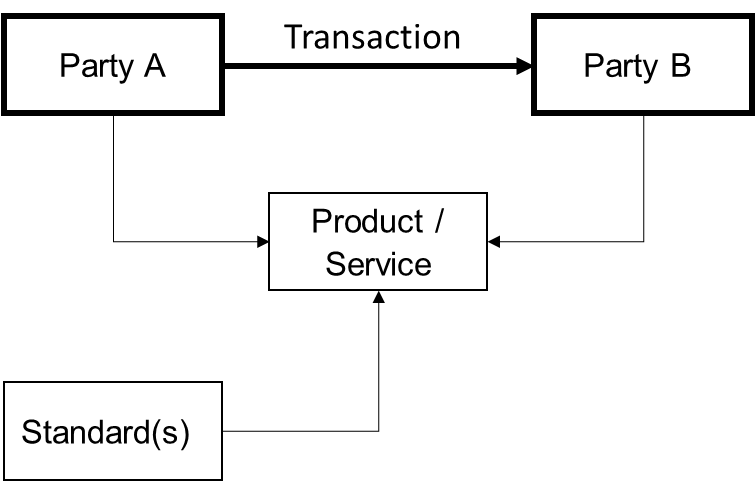 Transaction
Party A
Party B
Product /
Service
Standard(s)